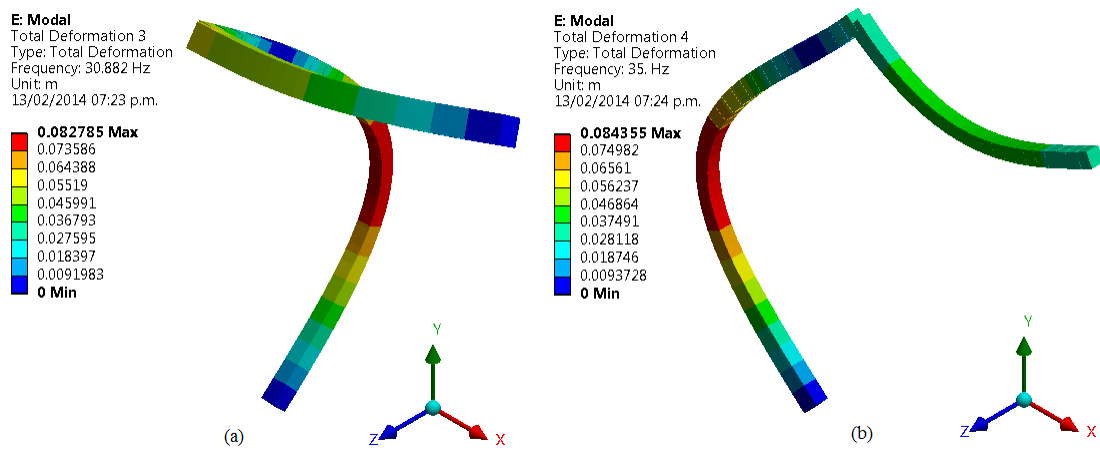 E: Modal
Total Deformation 3
Type: Total Deformation
Frequency: 30.882 Hz
Unit: m
13/02/2014 07:23 p.m.
0.082785 Max
0.073586
0.064388
0.05519
0.045991
0.036793
0.027595
0.018397
0.0091983
0 Min
Y
Z
X
(a)
E: Modal
Total Deformation 4
Type: Total Deformation
Frequency: 35. Hz
Unit: m
13/02/2014 07:24 p.m.
0.084355 Max
0.074982
0.06561
0.056237
0.046864
0.037491
0.028118
0.018746
0.0093728
0 Min
Y
Z
X
(b)